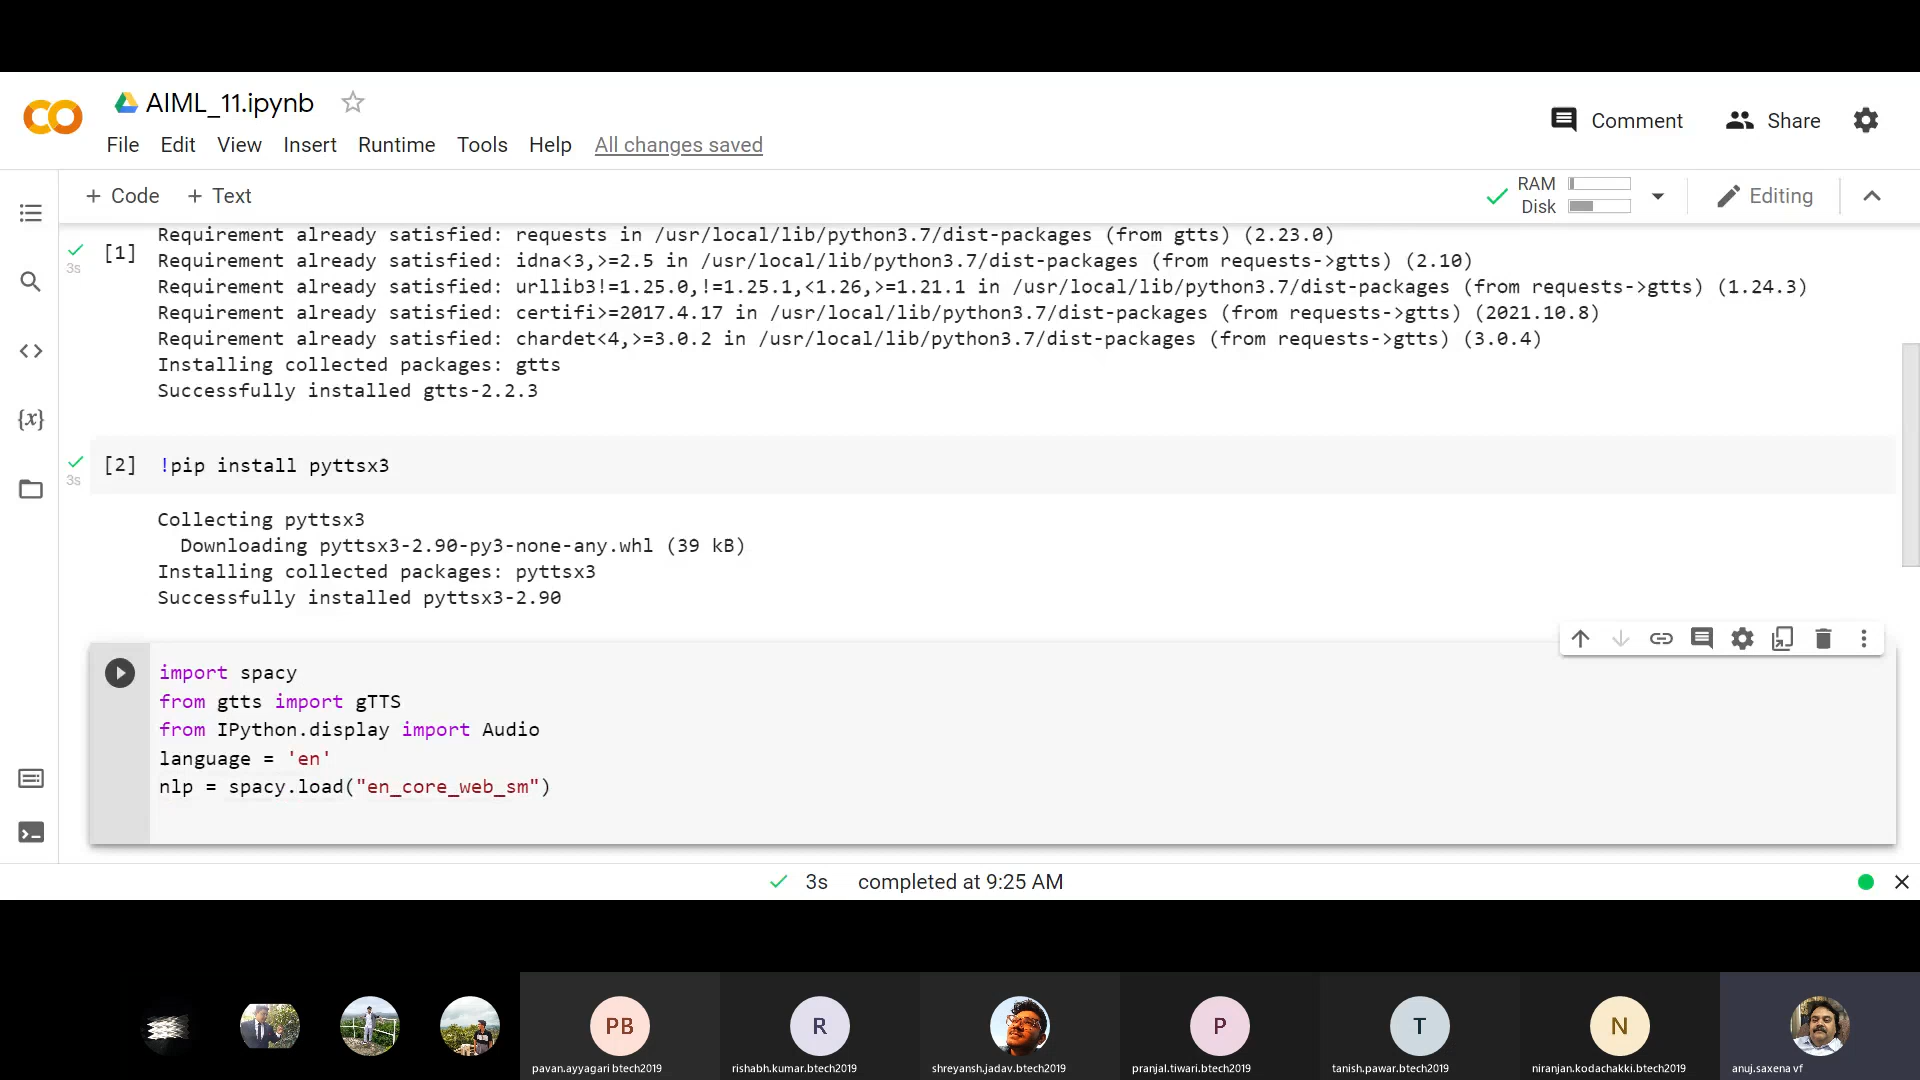 AIML_11.ipynb
Comment
Share
File Edit View Insert Runtime Tools Help All changes saved
+ Code + Text
RAM
Disk
Editing
[1]
3s
Requirement already satisfied: requests in /usr/local/lib/python3.7/dist-packages (from gtts) (2.23.0)
Requirement already satisfied: idna<3,>=2.5 in /usr/local/lib/python3.7/dist-packages (from requests->gtts) (2.10)
Requirement already satisfied: urllib3!=1.25.0,!=1.25.1,<1.26,>=1.21.1 in /usr/local/lib/python3.7/dist-packages (from requests->gtts) (1.24.3)
Requirement already satisfied: certifi>=2017.4.17 in /usr/local/lib/python3.7/dist-packages (from requests->gtts) (2021.10.8)
Requirement already satisfied: chardet<4,>=3.0.2 in /usr/local/lib/python3.7/dist-packages (from requests->gtts) (3.0.4)
Installing collected packages: gtts
Successfully installed gtts-2.2.3
[2] !pip install pyttsx3
3s
Collecting pyttsx3
Downloading pyttsx3-2.90-py3-none-any.whl (39 kB)
Installing collected packages: pyttsx3
Successfully installed pyttsx3-2.90
import spacy
from gtts import gTTS
from IPython.display import Audio
language = 'en'
nlp = spacy.load("en_core_web_sm")
3s completed at 9:25 AM
PB R P T N
pavan.ayyagari btech2019 rishabh.kumar.btech2019 shreyansh.jadav.btech2019 pranjal.tiwari.btech2019 tanish.pawar.btech2019 niranjan.kodachakki.btech2019 anuj.saxena vf